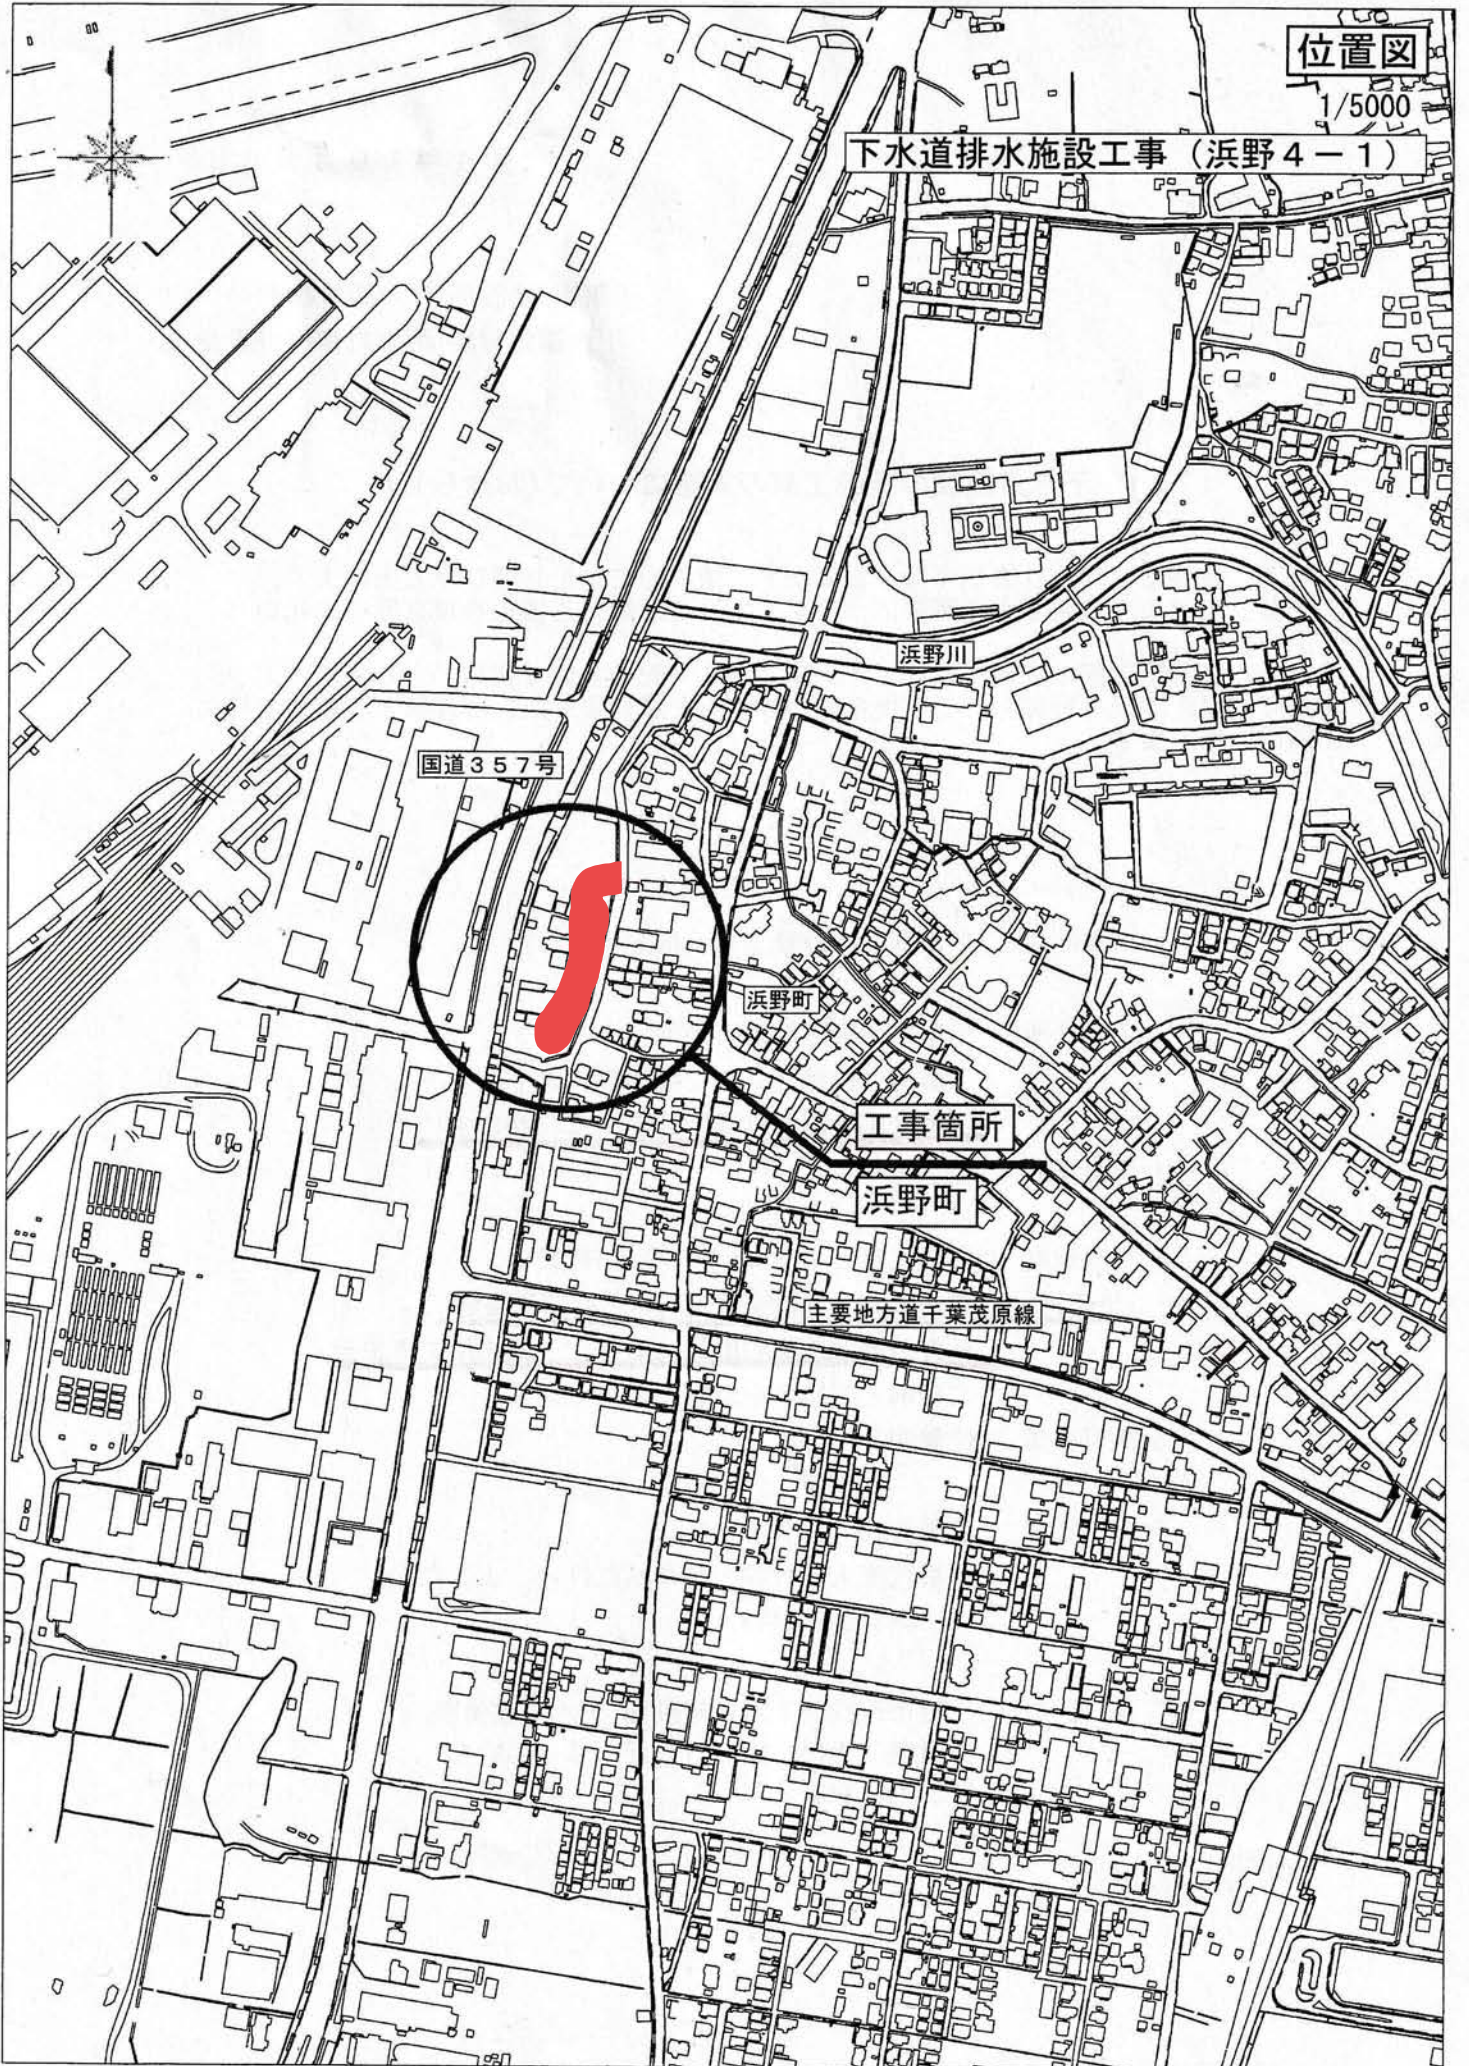 位置図
1/5000
下水道排水施設工事（浜野４－１）
浜野川
国道３５７号
浜野町
工事箇所
浜野町
主要地方道千葉茂原線